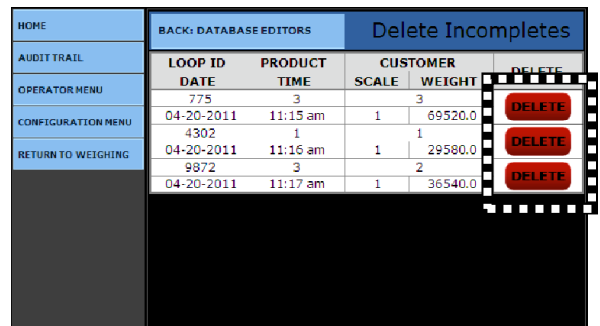 HOME
BACK: DATABASE EDITORS
Delete Incompletes
AUDIT TRAIL
OPERATOR MENU
CONFIGURATION MENU
RETURN TO WEIGHING
LOOP ID PRODUCT CUSTOMER DELETE
DATE TIME SCALE WEIGHT
775 3 3 DELETE
04-20-2011 11:15 am 1 69520.0
4302 1 1 DELETE
04-20-2011 11:16 am 1 29580.0
9872 3 2 DELETE
04-20-2011 11:17 am 1 36540.0